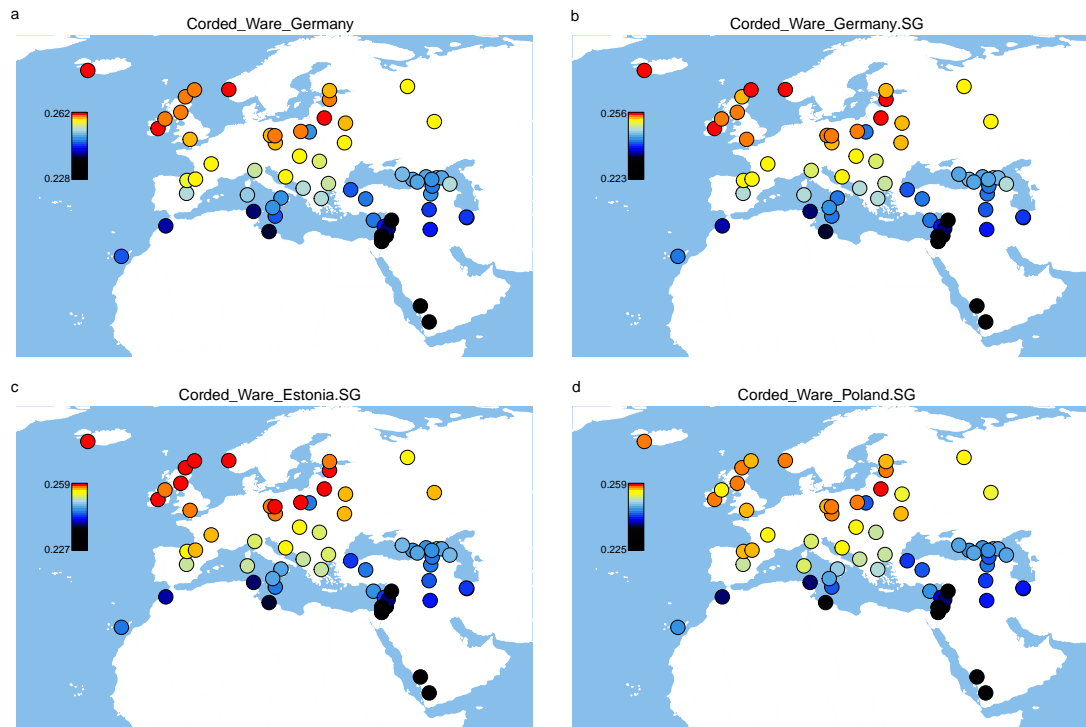 a
Corded_Ware_Germany
0.262
0.228
b
Corded_Ware_Germany.SG
0.256
0.223
c
Corded_Ware_Estonia.SG
0.259
0.227
d
Corded_Ware_Poland.SG
0.259
0.225